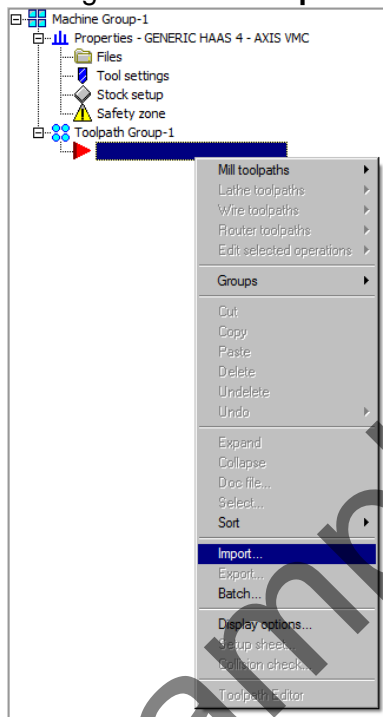 Machine Group-1
Properties - GENERIC HAAS 4 - AXIS VMC
Files
Tool settings
Stock setup
Safety zone
Toolpath Group-1
Mill toolpaths
Lathe toolpaths
Wire toolpaths
Router toolpaths
Edit selected operations
Groups
Cut
Copy
Paste
Delete
Undelete
Undo
Expand
Collapse
Doc file...
Select...
Sort
Import...
Export...
Batch...
Display options...
Setup sheet...
Collision check...
Toolpath Editor